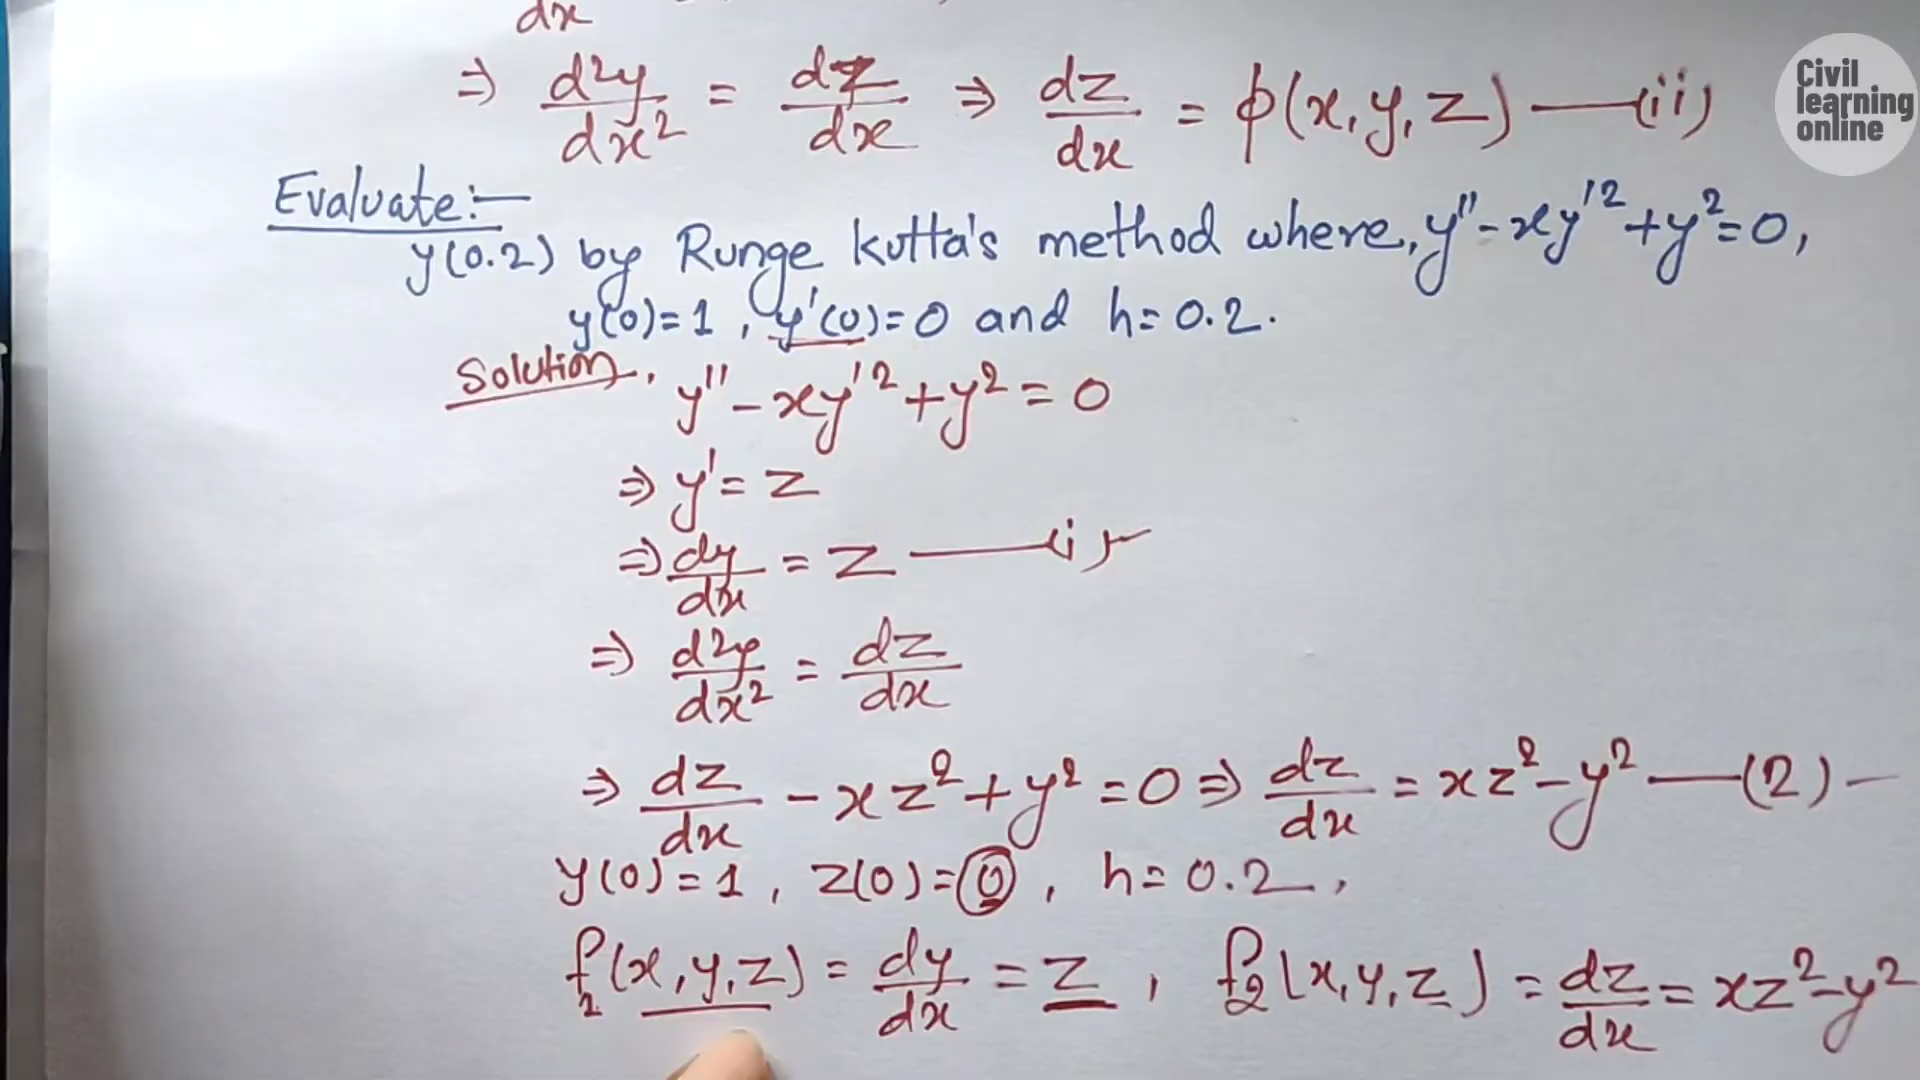 dx
⇒ d²y/dx² = dz/dx ⇒ dz/dx = φ(x,y,z) —(ii)
Civil
learning
online
Evaluate:—
y(0.2) by Runge Kutta's method where, y''-xy'²+y²=0,
y(0)=1, y'(0)=0 and h=0.2.
Solution, y''-xy'²+y²=0
⇒ y'=z
⇒ dy/dx = z —(i)
⇒ d²y/dx² = dz/dx
⇒ dz/dx - xz²+y²=0 ⇒ dz/dx = xz²-y² —(2)
y(0)=1, z(0)=0, h=0.2,
f₂(x,y,z) = dy/dx = z, f₂(x,y,z) = dz/dx = xz²-y²